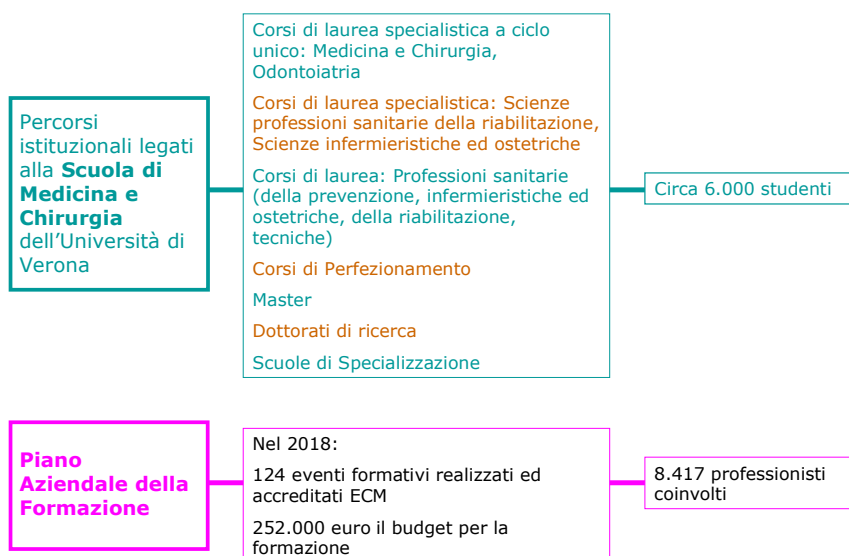 Percorsi
istituzionali legati
alla Scuola di
Medicina e
Chirurgia
dell'Università di
Verona
Corsi di laurea specialistica a ciclo
unico: Medicina e Chirurgia,
Odontoiatria
Corsi di laurea specialistica: Scienze
professioni sanitarie della riabilitazione,
Scienze infermieristiche ed ostetriche
Corsi di laurea: Professioni sanitarie
(della prevenzione, infermieristiche ed
ostetriche, della riabilitazione,
tecniche)
Corsi di Perfezionamento
Master
Dottorati di ricerca
Scuole di Specializzazione
Circa 6.000 studenti
Piano
Aziendale della
Formazione
Nel 2018:
124 eventi formativi realizzati ed
accreditati ECM
252.000 euro il budget per la
formazione
8.417 professionisti
coinvolti